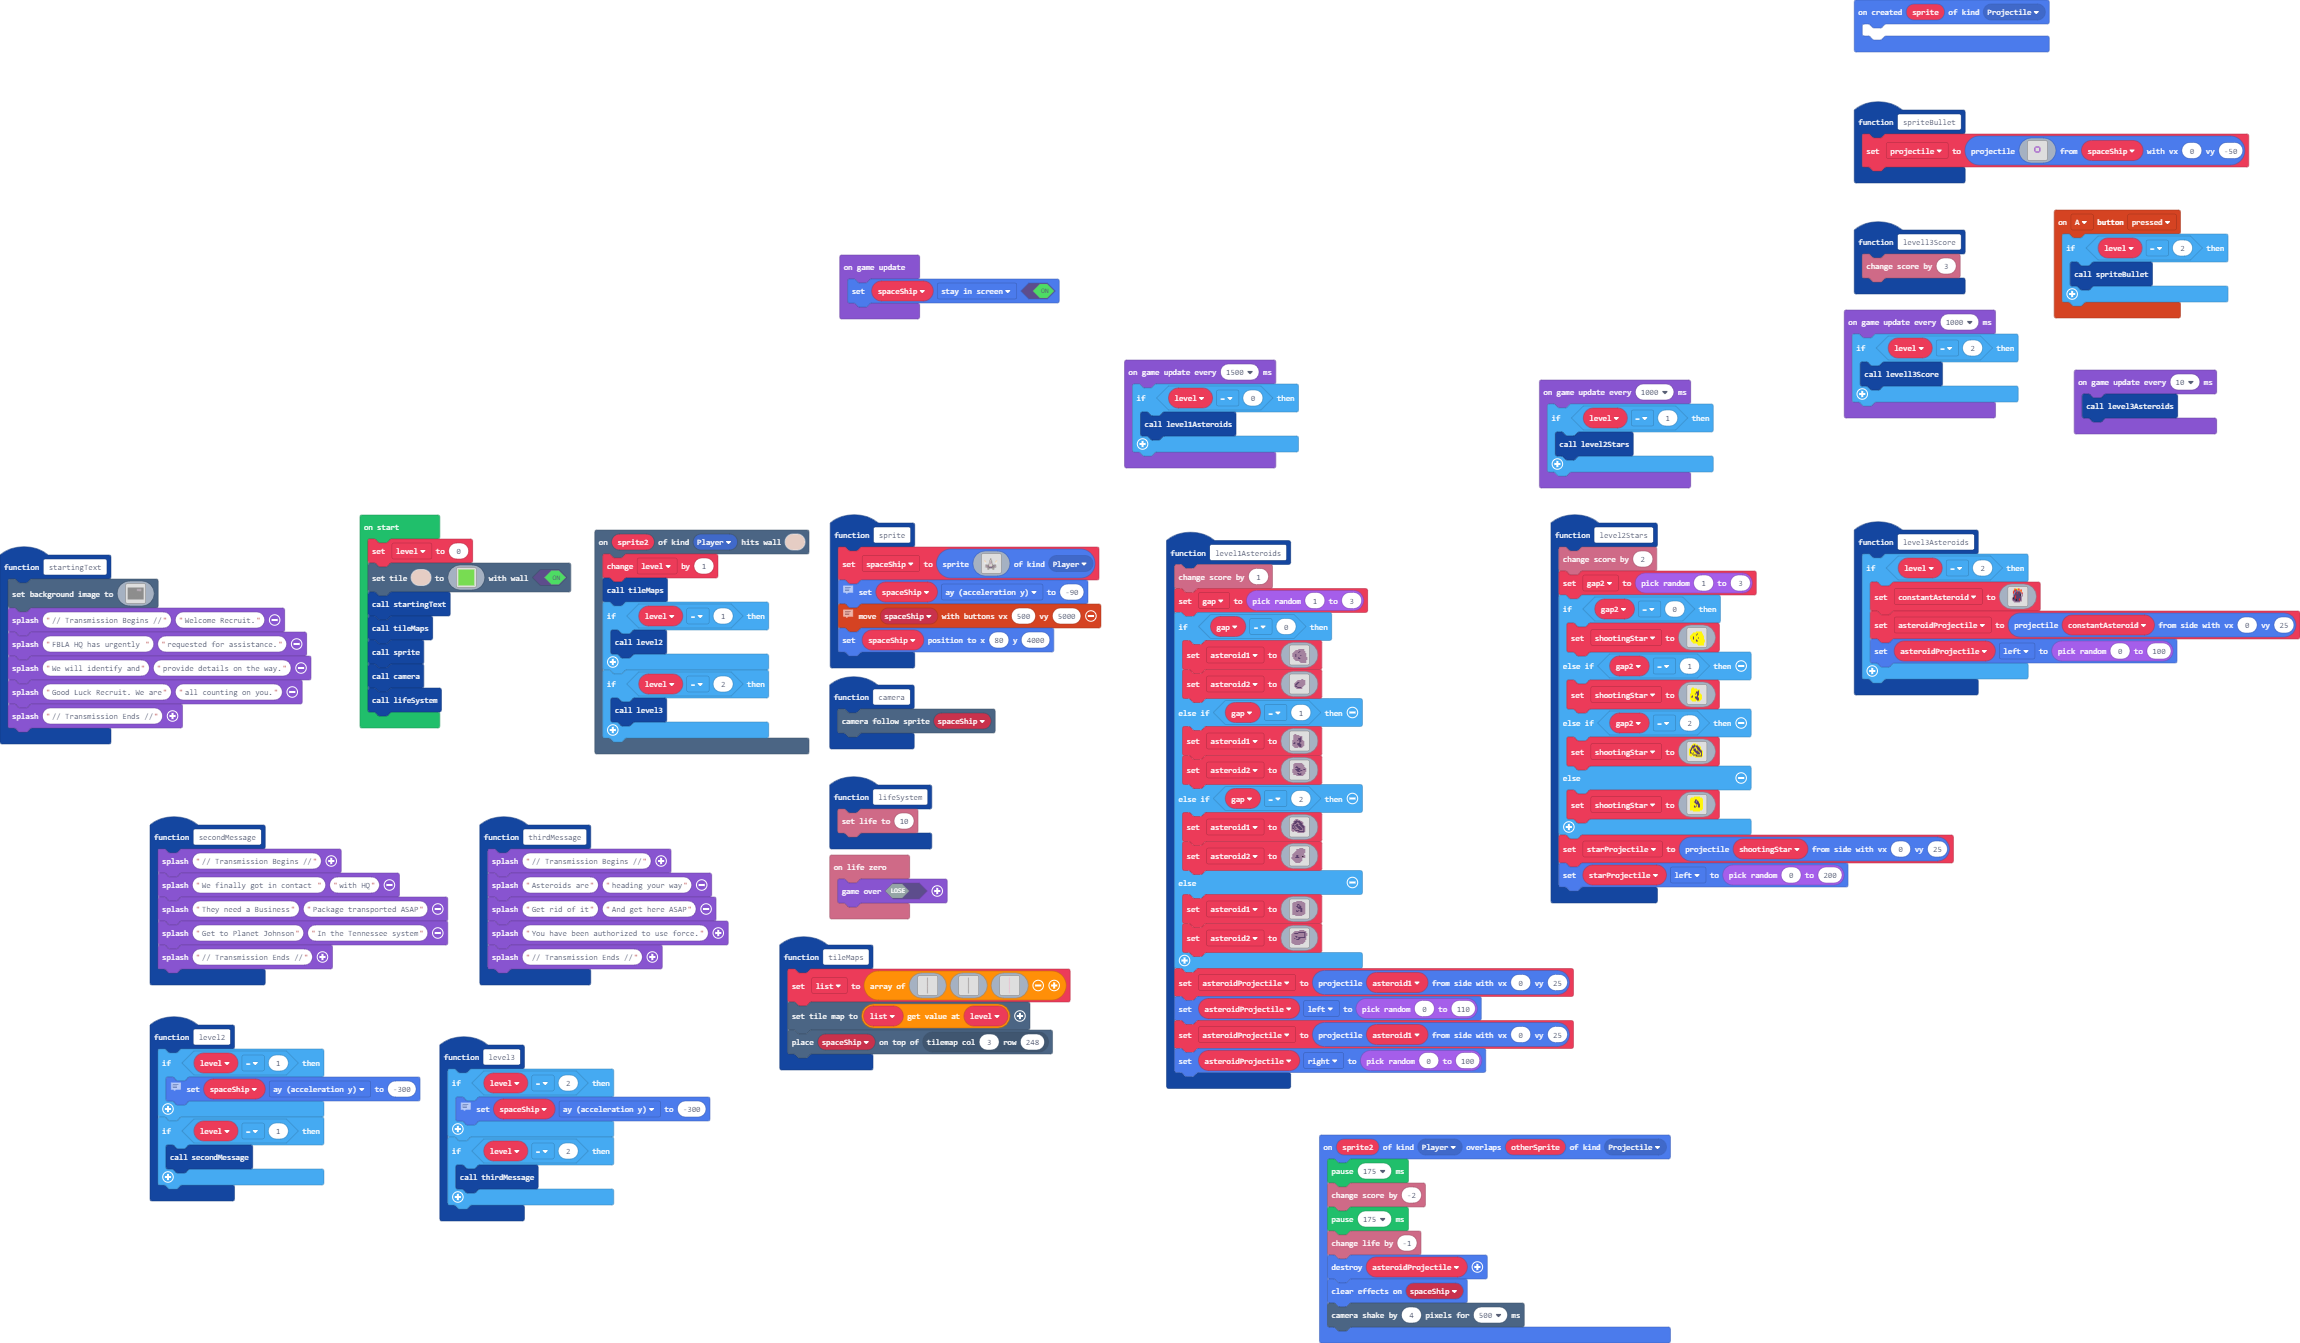 on created sprite of kind Projectile
function spriteBullet
set projectile to projectile from spaceShip with vx 0 vy -50
function levell3Score
change score by 3
on A button pressed
if level = 2 then
call spriteBullet
on game update every 1000 ms
if level = 2 then
call levell3Score
on game update every 10 ms
call level3Asteroids
on game update
set spaceShip stay in screen ON
on game update every 1500 ms
if level = 0 then
call level1Asteroids
on game update every 1000 ms
if level = 1 then
call level2Stars
function startingText
set background image to
splash "// Transmission Begins //" "Welcome Recruit."
splash "FBLA HQ has urgently " "requested for assistance."
splash "We will identify and" "provide details on the way."
splash "Good Luck Recruit. We are" "all counting on you."
splash "// Transmission Ends //"
on start
set level to 0
set tile to with wall ON
call startingText
call tileMaps
call sprite
call camera
call lifeSystem
on sprite2 of kind Player hits wall
change level by 1
call tileMaps
if level = 1 then
call level2
if level = 2 then
call level3
function sprite
set spaceShip to sprite of kind Player
set spaceShip ay (acceleration y) to -90
move spaceShip with buttons vx 500 vy 5000
set spaceShip position to x 80 y 4000
function camera
camera follow sprite spaceShip
function lifeSystem
set life to 10
on life zero
game over LOSE
function tileMaps
set list to array of
set tile map to list get value at level
place spaceShip on top of tilemap col 3 row 248
function level1Asteroids
change score by 1
set gap to pick random 1 to 3
if gap = 0 then
set asteroid1 to
set asteroid2 to
else if gap = 1 then
set asteroid1 to
set asteroid2 to
else if gap = 2 then
set asteroid1 to
set asteroid2 to
else
set asteroid1 to
set asteroid2 to
set asteroidProjectile to projectile asteroid1 from side with vx 0 vy 25
set asteroidProjectile left to pick random 0 to 110
set asteroidProjectile to projectile asteroid1 from side with vx 0 vy 25
set asteroidProjectile right to pick random 0 to 100
function level2Stars
change score by 2
set gap2 to pick random 1 to 3
if gap2 = 0 then
set shootingStar to
else if gap2 = 1 then
set shootingStar to
else if gap2 = 2 then
set shootingStar to
else
set shootingStar to
set starProjectile to projectile shootingStar from side with vx 0 vy 25
set starProjectile left to pick random 0 to 200
function level3Asteroids
if level = 2 then
set constantAsteroid to
set asteroidProjectile to projectile constantAsteroid from side with vx 0 vy 25
set asteroidProjectile left to pick random 0 to 100
function secondMessage
splash "// Transmission Begins //"
splash "We finally got in contact " "with HQ"
splash "They need a Business" "Package transported ASAP"
splash "Get to Planet Johnson" "In the Tennessee system"
splash "// Transmission Ends //"
function thirdMessage
splash "// Transmission Begins //"
splash "Asteroids are" "heading your way"
splash "Get rid of it" "And get here ASAP"
splash "You have been authorized to use force."
splash "// Transmission Ends //"
function level2
if level = 1 then
set spaceShip ay (acceleration y) to -300
if level = 1 then
call secondMessage
function level3
if level = 2 then
set spaceShip ay (acceleration y) to -300
if level = 2 then
call thirdMessage
on sprite2 of kind Player overlaps otherSprite of kind Projectile
pause 175 ms
change score by -2
pause 175 ms
change life by -1
destroy asteroidProjectile
clear effects on spaceShip
camera shake by 4 pixels for 500 ms